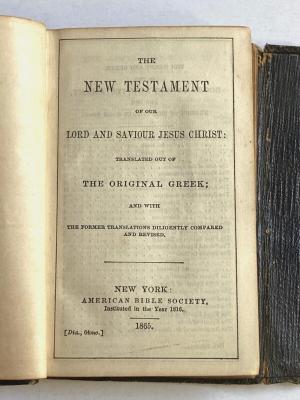 THE
NEW TESTAMENT
OF OUR
LORD AND SAVIOUR JESUS CHRIST:
TRANSLATED OUT OF
THE ORIGINAL GREEK;
AND WITH
THE FORMER TRANSLATIONS DILIGENTLY COMPARED
AND REVISED.
NEW YORK:
AMERICAN BIBLE SOCIETY,
Instituted in the Year 1816.
1865.
[Dia., 64mo.]